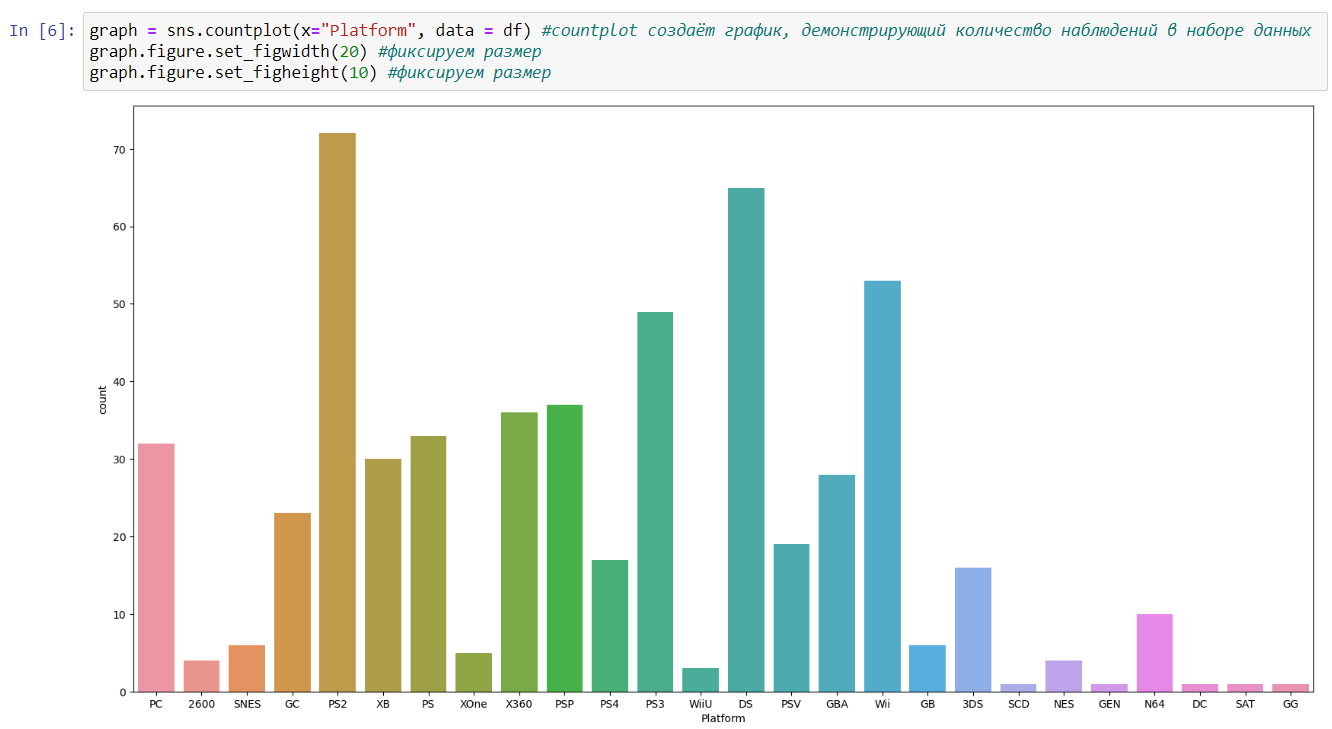 In [6]: graph = sns.countplot(x="Platform", data = df) #countplot создаёт график, демонстрирующий количество наблюдений в наборе данных
graph.figure.set_figwidth(20) #фиксируем размер
graph.figure.set_figheight(10) #фиксируем размер
70
60
50
40
30
20
10
0
count
PC 2600 SNES GC PS2 XB PS XOne X360 PSP PS4 PS3 WiiU DS PSV GBA Wii GB 3DS SCD NES GEN N64 DC SAT GG
Platform